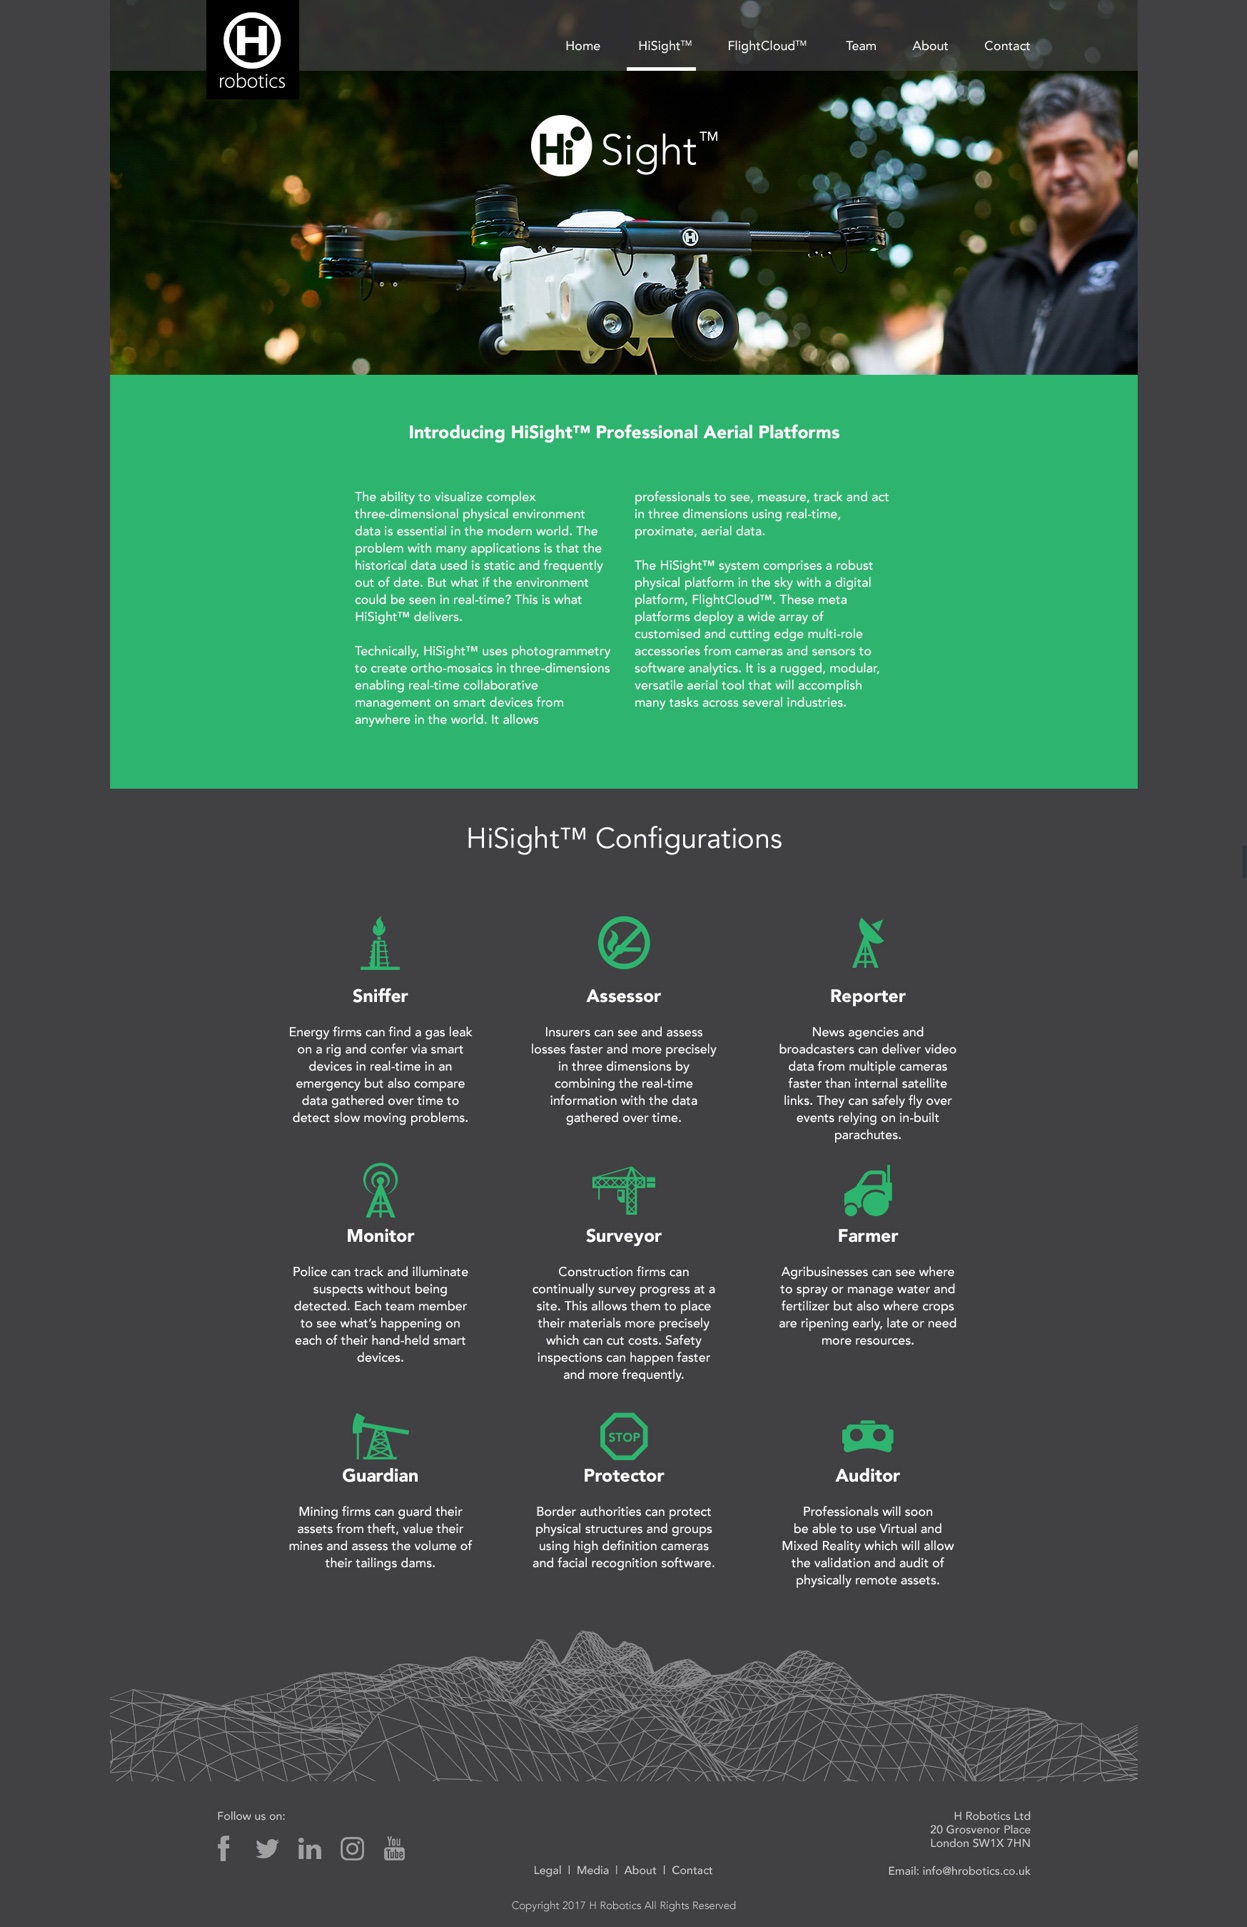 H
robotics
Home HiSight™ FlightCloud™ Team About Contact
Hi Sight™
H
Introducing HiSight™ Professional Aerial Platforms
The ability to visualize complex
three-dimensional physical environment
data is essential in the modern world. The
problem with many applications is that the
historical data used is static and frequently
out of date. But what if the environment
could be seen in real-time? This is what
HiSight™ delivers.
Technically, HiSight™ uses photogrammetry
to create ortho-mosaics in three-dimensions
enabling real-time collaborative
management on smart devices from
anywhere in the world. It allows
professionals to see, measure, track and act
in three dimensions using real-time,
proximate, aerial data.
The HiSight™ system comprises a robust
physical platform in the sky with a digital
platform, FlightCloud™. These meta
platforms deploy a wide array of
customised and cutting edge multi-role
accessories from cameras and sensors to
software analytics. It is a rugged, modular,
versatile aerial tool that will accomplish
many tasks across several industries.
HiSight™ Configurations
Sniffer
Energy firms can find a gas leak
on a rig and confer via smart
devices in real-time in an
emergency but also compare
data gathered over time to
detect slow moving problems.
Assessor
Insurers can see and assess
losses faster and more precisely
in three dimensions by
combining the real-time
information with the data
gathered over time.
Reporter
News agencies and
broadcasters can deliver video
data from multiple cameras
faster than internal satellite
links. They can safely fly over
events relying on in-built
parachutes.
Monitor
Police can track and illuminate
suspects without being
detected. Each team member
to see what's happening on
each of their hand-held smart
devices.
Surveyor
Construction firms can
continually survey progress at a
site. This allows them to place
their materials more precisely
which can cut costs. Safety
inspections can happen faster
and more frequently.
Farmer
Agribusinesses can see where
to spray or manage water and
fertilizer but also where crops
are ripening early, late or need
more resources.
Guardian
Mining firms can guard their
assets from theft, value their
mines and assess the volume of
their tailings dams.
STOP
Protector
Border authorities can protect
physical structures and groups
using high definition cameras
and facial recognition software.
Auditor
Professionals will soon
be able to use Virtual and
Mixed Reality which will allow
the validation and audit of
physically remote assets.
Follow us on:
f in You Tube
Legal | Media | About | Contact
H Robotics Ltd
20 Grosvenor Place
London SW1X 7HN
Email: info@hrobotics.co.uk
Copyright 2017 H Robotics All Rights Reserved